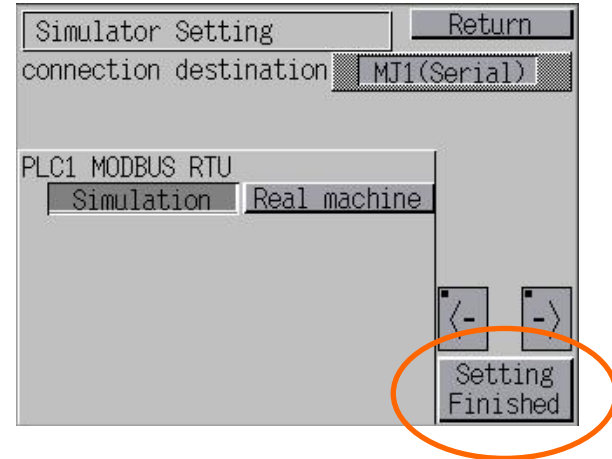 Simulator Setting
Return
connection destination
MJ1(Serial)
PLC1 MODBUS RTU
Simulation
Real machine
<-
->
Setting
Finished